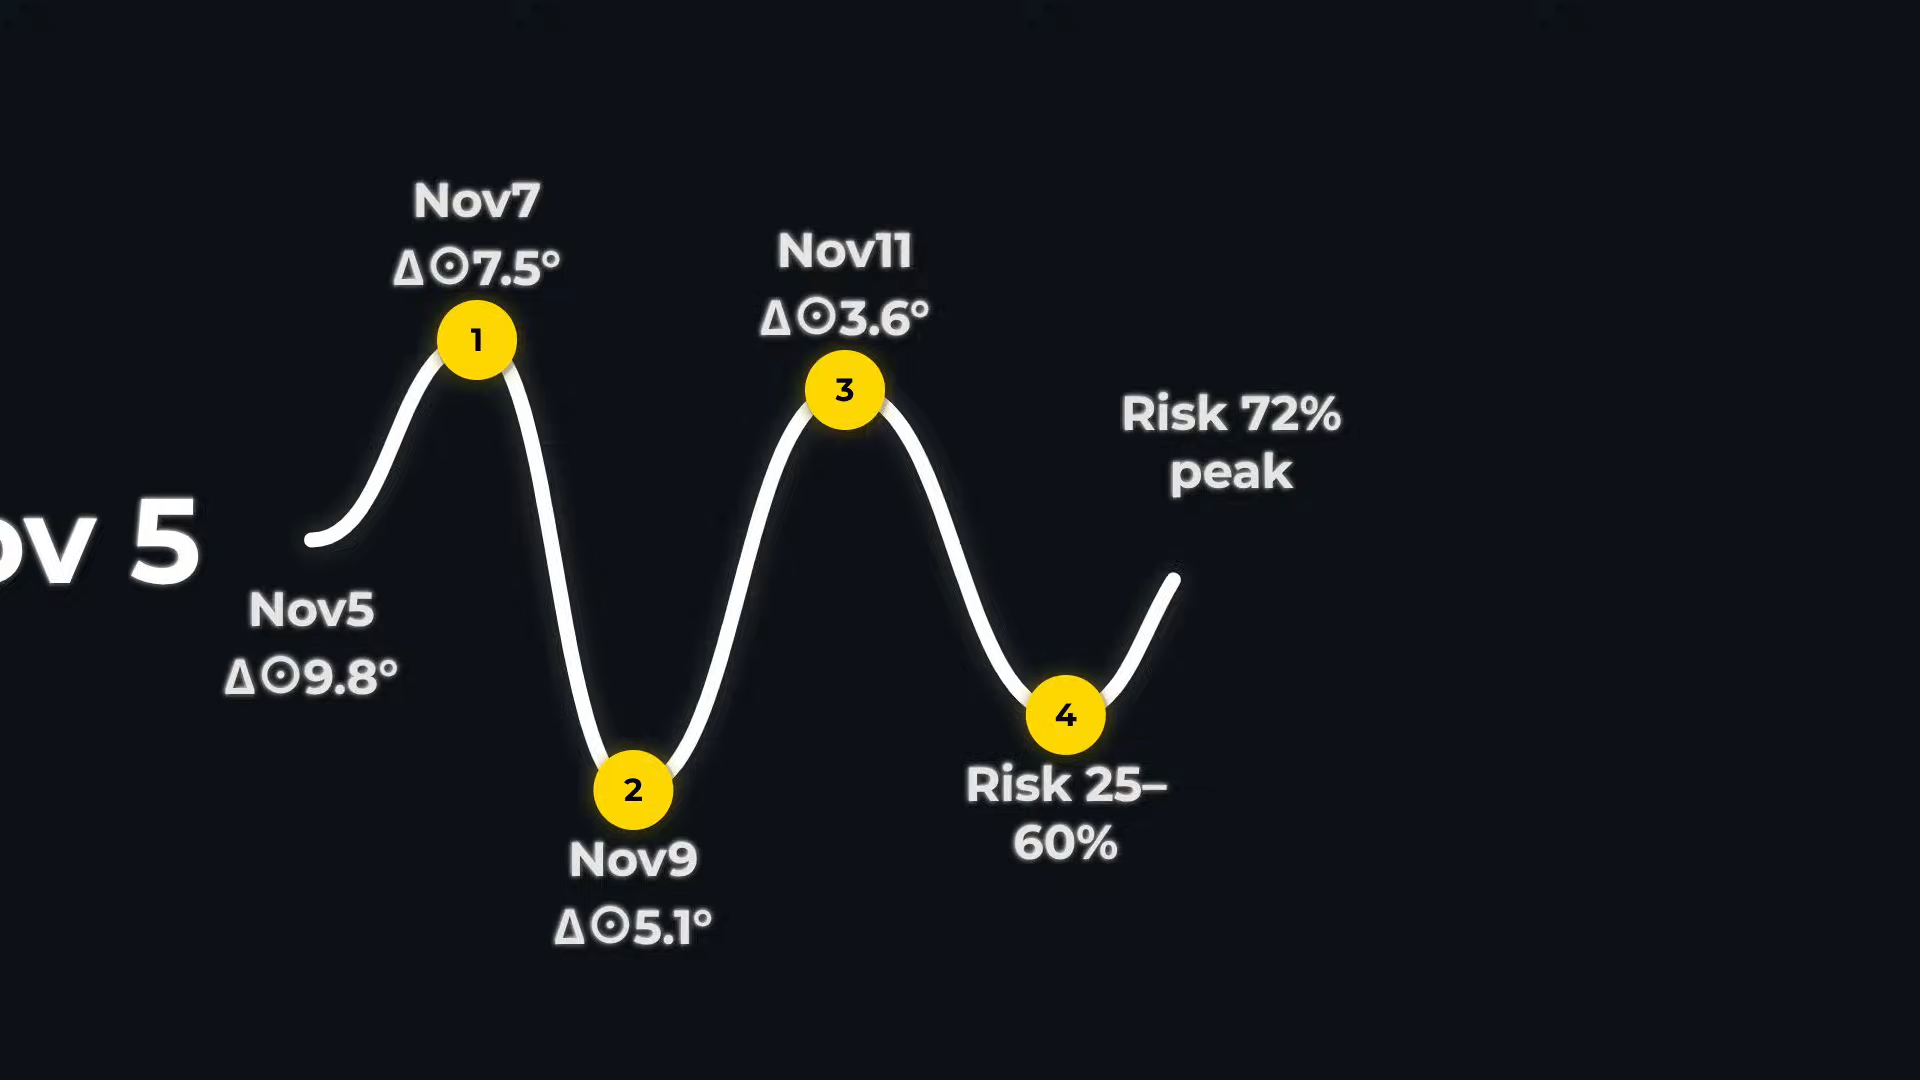 ov 5
Nov5
Δ☉9.8°
Nov7
Δ☉7.5°
1
2
Nov9
Δ☉5.1°
Nov11
Δ☉3.6°
3
4
Risk 25–
60%
Risk 72%
peak